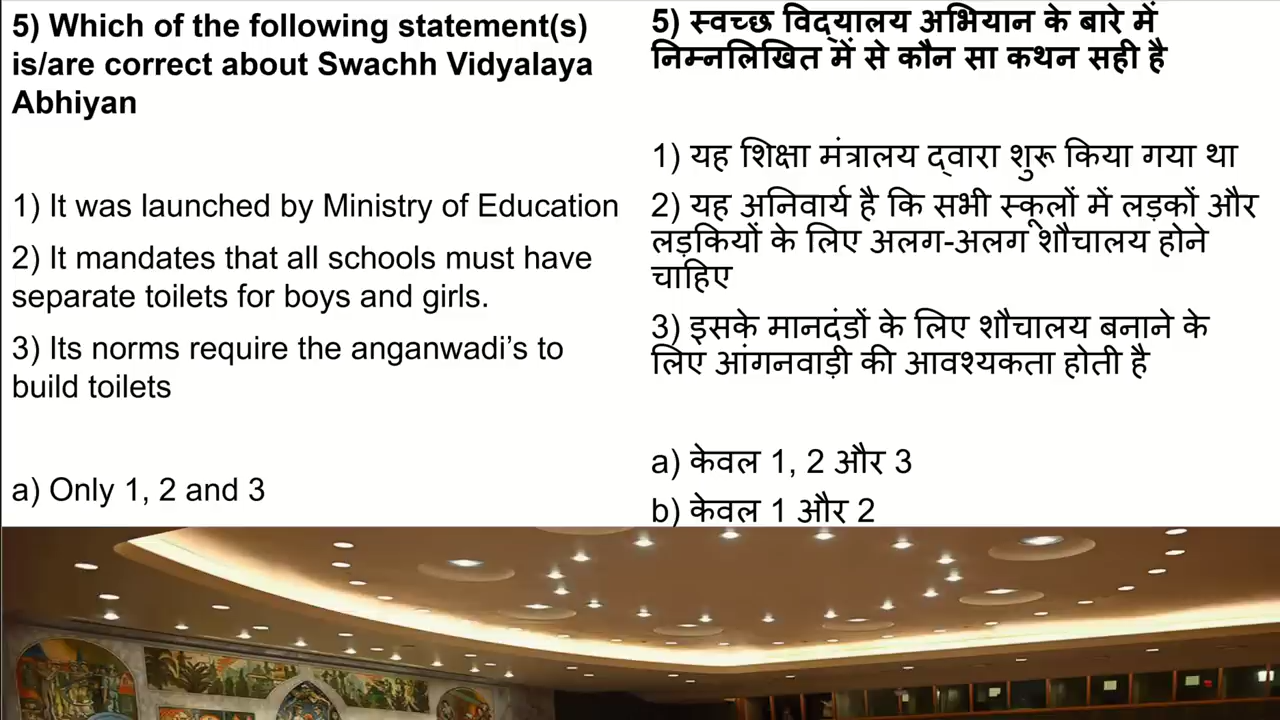 5) Which of the following statement(s)
is/are correct about Swachh Vidyalaya
Abhiyan
1) It was launched by Ministry of Education
2) It mandates that all schools must have
separate toilets for boys and girls.
3) Its norms require the anganwadi’s to
build toilets
a) Only 1, 2 and 3
5) स्वच्छ विद्यालय अभियान के बारे में
निम्नलिखित में से कौन सा कथन सही है
1) यह शिक्षा मंत्रालय द्वारा शुरू किया गया था
2) यह अनिवार्य है कि सभी स्कूलों में लड़कों और
लड़कियों के लिए अलग-अलग शौचालय होने
चाहिए
3) इसके मानदंडों के लिए शौचालय बनाने के
लिए आंगनवाड़ी की आवश्यकता होती है
a) केवल 1, 2 और 3
b) केवल 1 और 2